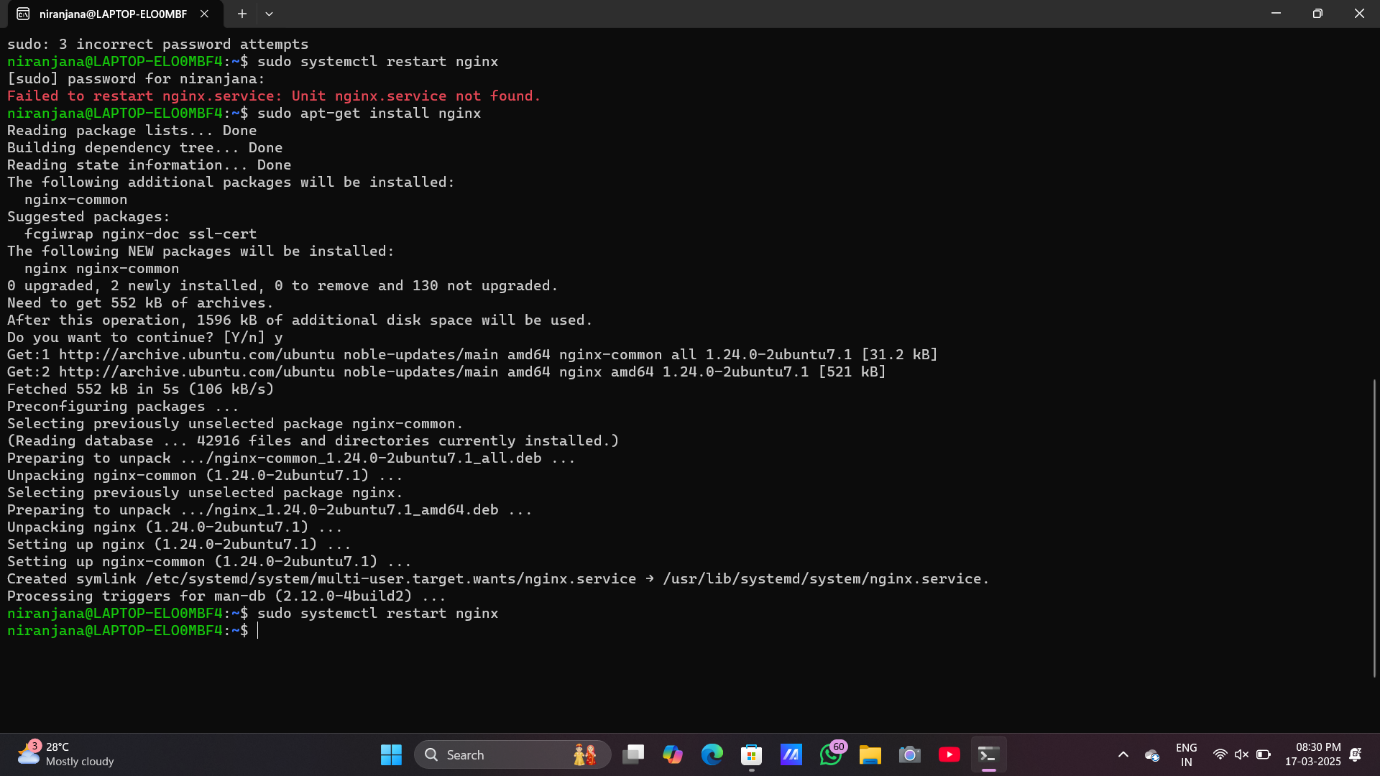 niranjana@LAPTOP-ELO0MBF
sudo: 3 incorrect password attempts
niranjana@LAPTOP-ELO0MBF4:~$ sudo systemctl restart nginx
[sudo] password for niranjana:
Failed to restart nginx.service: Unit nginx.service not found.
niranjana@LAPTOP-ELO0MBF4:~$ sudo apt-get install nginx
Reading package lists... Done
Building dependency tree... Done
Reading state information... Done
The following additional packages will be installed:
  nginx-common
Suggested packages:
  fcgiwrap nginx-doc ssl-cert
The following NEW packages will be installed:
  nginx nginx-common
0 upgraded, 2 newly installed, 0 to remove and 130 not upgraded.
Need to get 552 kB of archives.
After this operation, 1596 kB of additional disk space will be used.
Do you want to continue? [Y/n] y
Get:1 http://archive.ubuntu.com/ubuntu noble-updates/main amd64 nginx-common all 1.24.0-2ubuntu7.1 [31.2 kB]
Get:2 http://archive.ubuntu.com/ubuntu noble-updates/main amd64 nginx amd64 1.24.0-2ubuntu7.1 [521 kB]
Fetched 552 kB in 5s (106 kB/s)
Preconfiguring packages ...
Selecting previously unselected package nginx-common.
(Reading database ... 42916 files and directories currently installed.)
Preparing to unpack .../nginx-common_1.24.0-2ubuntu7.1_all.deb ...
Unpacking nginx-common (1.24.0-2ubuntu7.1) ...
Selecting previously unselected package nginx.
Preparing to unpack .../nginx_1.24.0-2ubuntu7.1_amd64.deb ...
Unpacking nginx (1.24.0-2ubuntu7.1) ...
Setting up nginx (1.24.0-2ubuntu7.1) ...
Setting up nginx-common (1.24.0-2ubuntu7.1) ...
Created symlink /etc/systemd/system/multi-user.target.wants/nginx.service → /usr/lib/systemd/system/nginx.service.
Processing triggers for man-db (2.12.0-4build2) ...
niranjana@LAPTOP-ELO0MBF4:~$ sudo systemctl restart nginx
niranjana@LAPTOP-ELO0MBF4:~$
3
28°C
Mostly cloudy
Search
60
ENG
IN
08:30 PM
17-03-2025